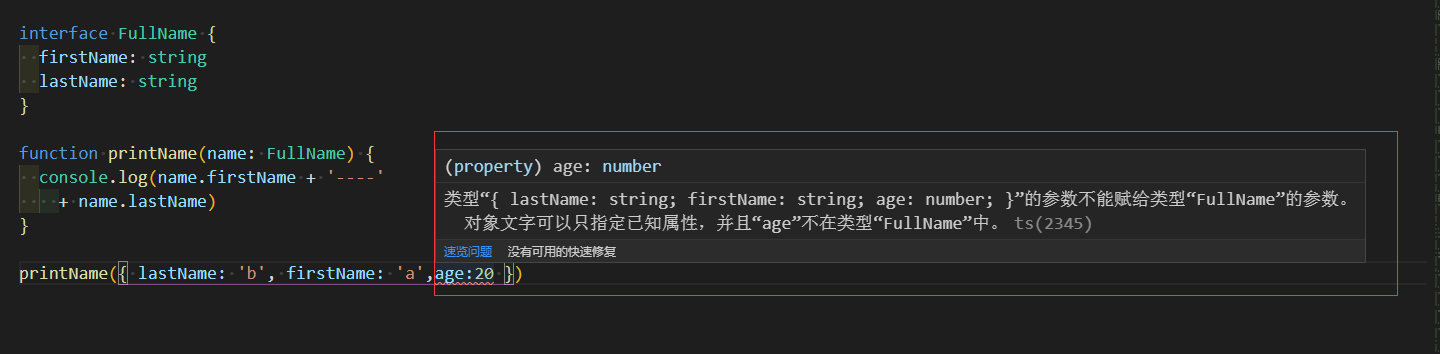 interface FullName {
firstName: string
lastName: string
}
function printName(name: FullName) {
console.log(name.firstName + '----'
+ name.lastName)
}
(property) age: number
类型“{ lastName: string; firstName: string; age: number; }”的参数不能赋给类型“FullName”的参数。
对象文字可以只指定已知属性，并且“age”不在类型“FullName”中。 ts(2345)
速览问题 没有可用的快速修复
printName({ lastName: 'b', firstName: 'a',age:20 })